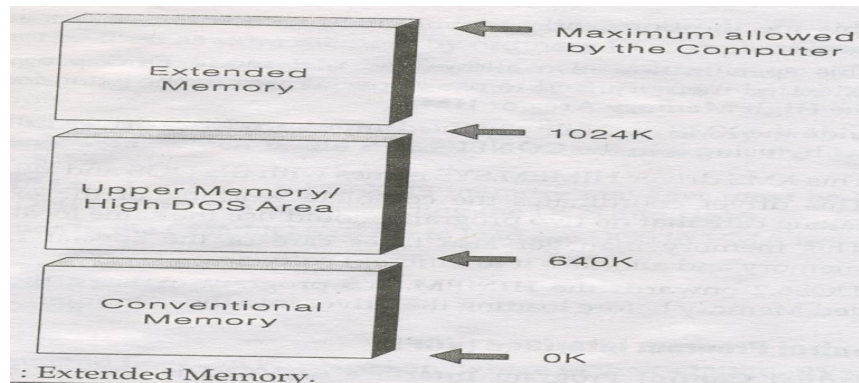 Maximum allowed
by the Computer
Extended
Memory
1024K
Upper Memory/
High DOS Area
640K
Conventional
Memory
0K
: Extended Memory.